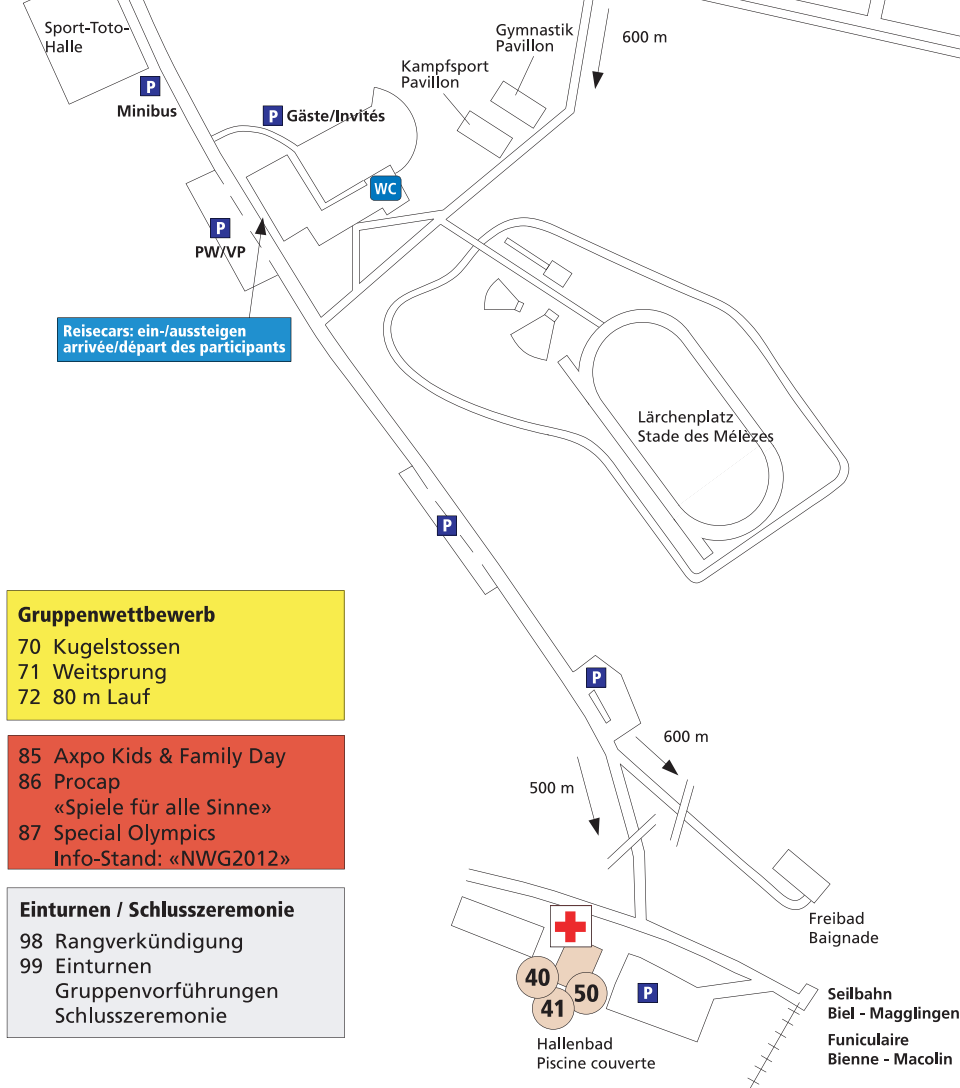 Sport-Toto-
Halle
P
Minibus
P Gäste/Invités
Kampfsport
Pavillon
Gymnastik
Pavillon
600 m
WC
P
PW/VP
Reisecars: ein-/aussteigen
arrivée/départ des participants
Lärchenplatz
Stade des Mélèzes
P
Gruppenwettbewerb
70 Kugelstossen
71 Weitsprung
72 80 m Lauf
85 Axpo Kids & Family Day
86 Procap
«Spiele für alle Sinne»
87 Special Olympics
Info-Stand: «NWG2012»
Einturnen / Schlusszeremonie
98 Rangverkündigung
99 Einturnen
Gruppenvorführungen
Schlusszeremonie
P
600 m
500 m
Freibad
Baignade
40
41
50
P
Hallenbad
Piscine couverte
Seilbahn
Biel - Magglingen
Funiculaire
Bienne - Macolin